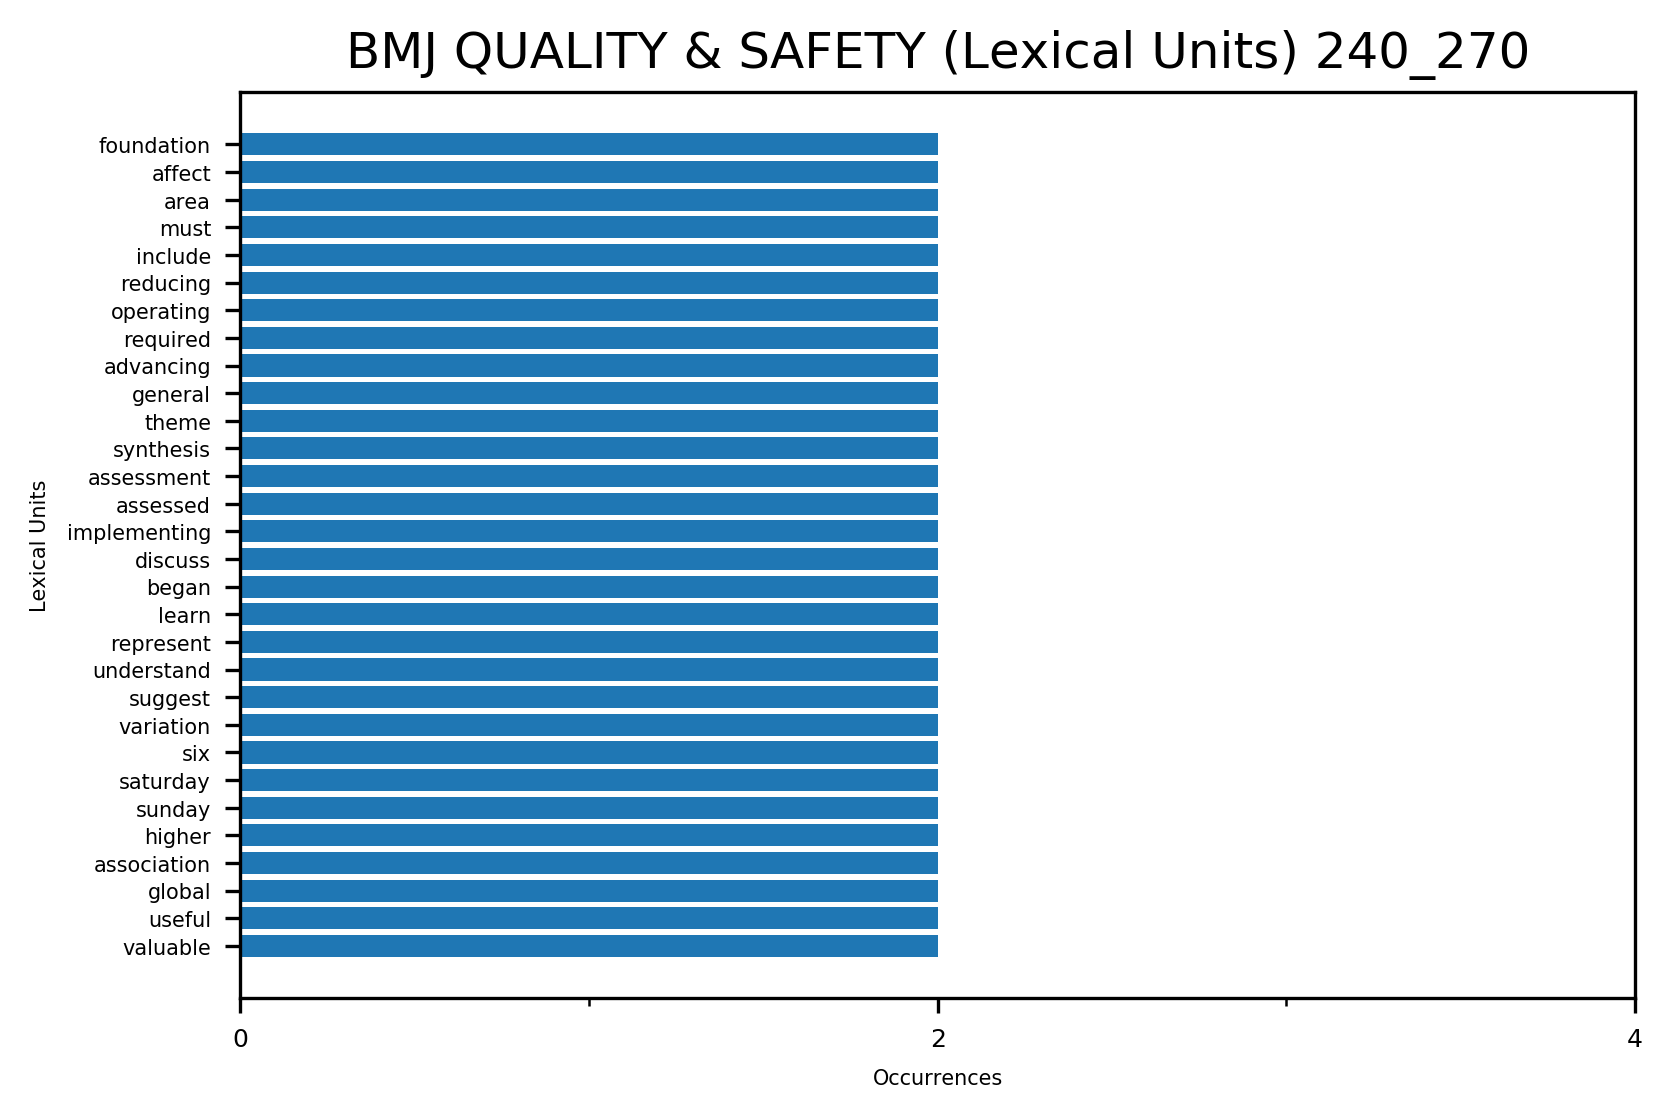 BMJ QUALITY & SAFETY (Lexical Units) 240_270
foundation
affect
area
must
include
reducing
operating
required
advancing
general
theme
synthesis
assessment
assessed
implementing
discuss
began
learn
represent
understand
suggest
variation
six
saturday
sunday
higher
association
global
useful
valuable
Lexical Units
0 2 4
Occurrences